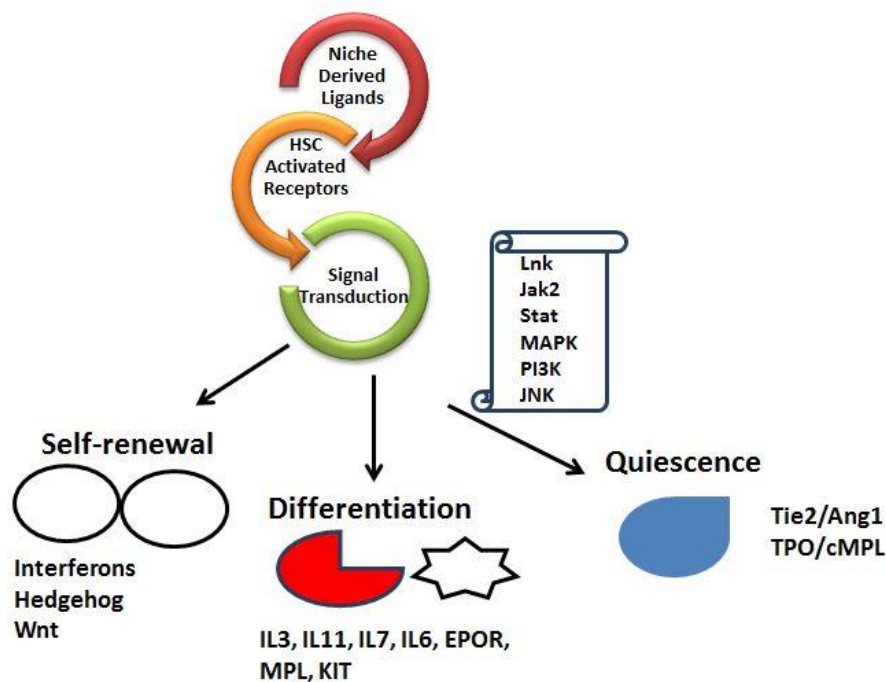 Niche
Derived
Ligands
HSC
Activated
Receptors
Signal
Transduction
Lnk
Jak2
Stat
MAPK
PI3K
JNK
Self-renewal
Interferons
Hedgehog
Wnt
Differentiation
IL3, IL11, IL7, IL6, EPOR,
MPL, KIT
Quiescence
Tie2/Ang1
TPO/cMPL